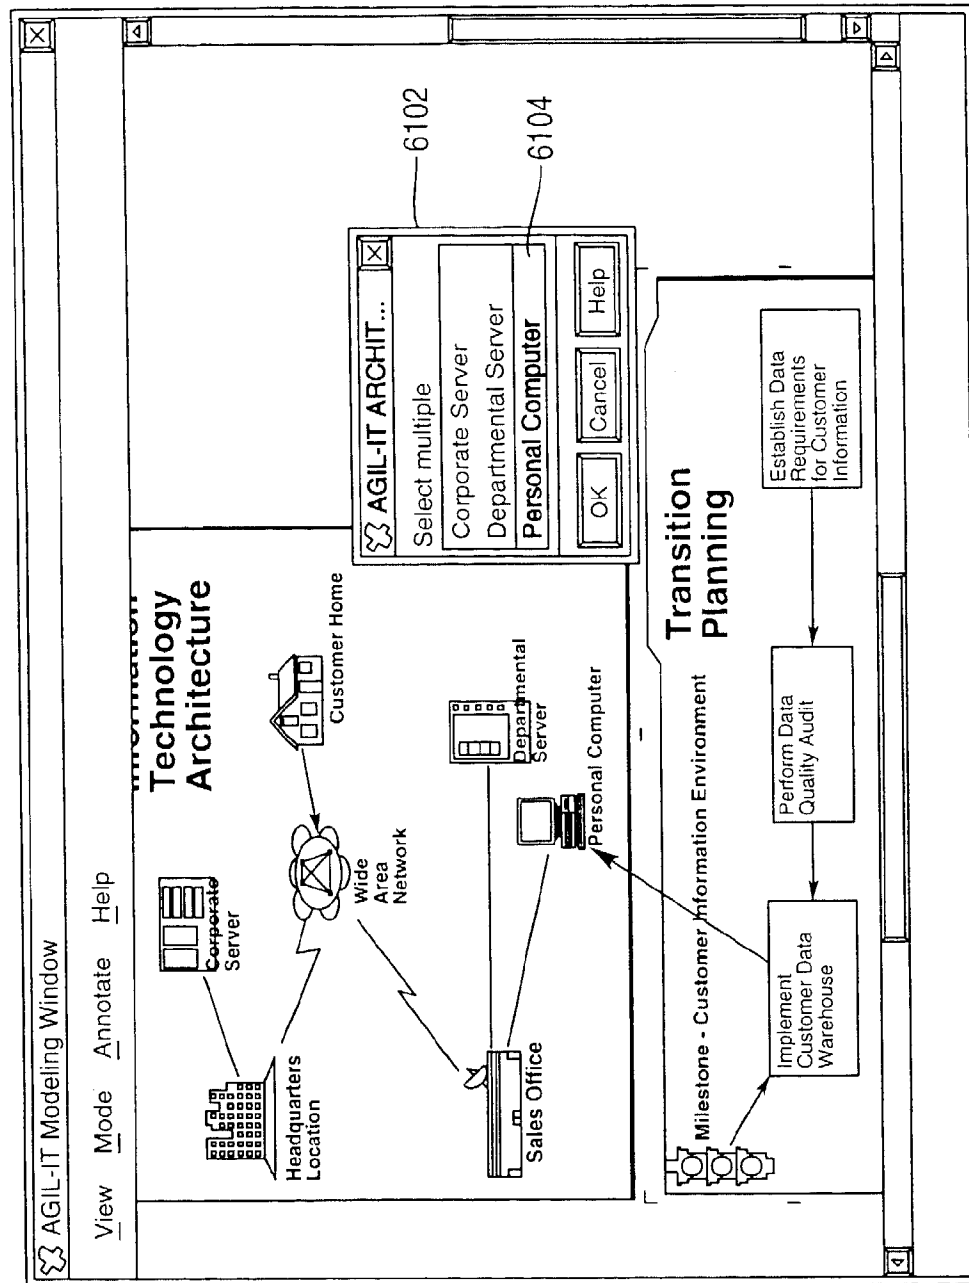 AGIL-IT Modeling Window
View Mode Annotate Help
Information
Technology
Architecture
Corporate
Server
Headquarters
Location
Wide
Area
Network
Customer Home
Sales Office
Departmental
Server
Personal Computer
AGIL-IT ARCHIT...
Select multiple
Corporate Server
Departmental Server
Personal Computer
OK
Cancel
Help
6102
6104
Transition
Planning
Milestone - Customer Information Environment
Implement
Customer Data
Warehouse
Perform Data
Quality Audit
Establish Data
Requirements
for Customer
Information